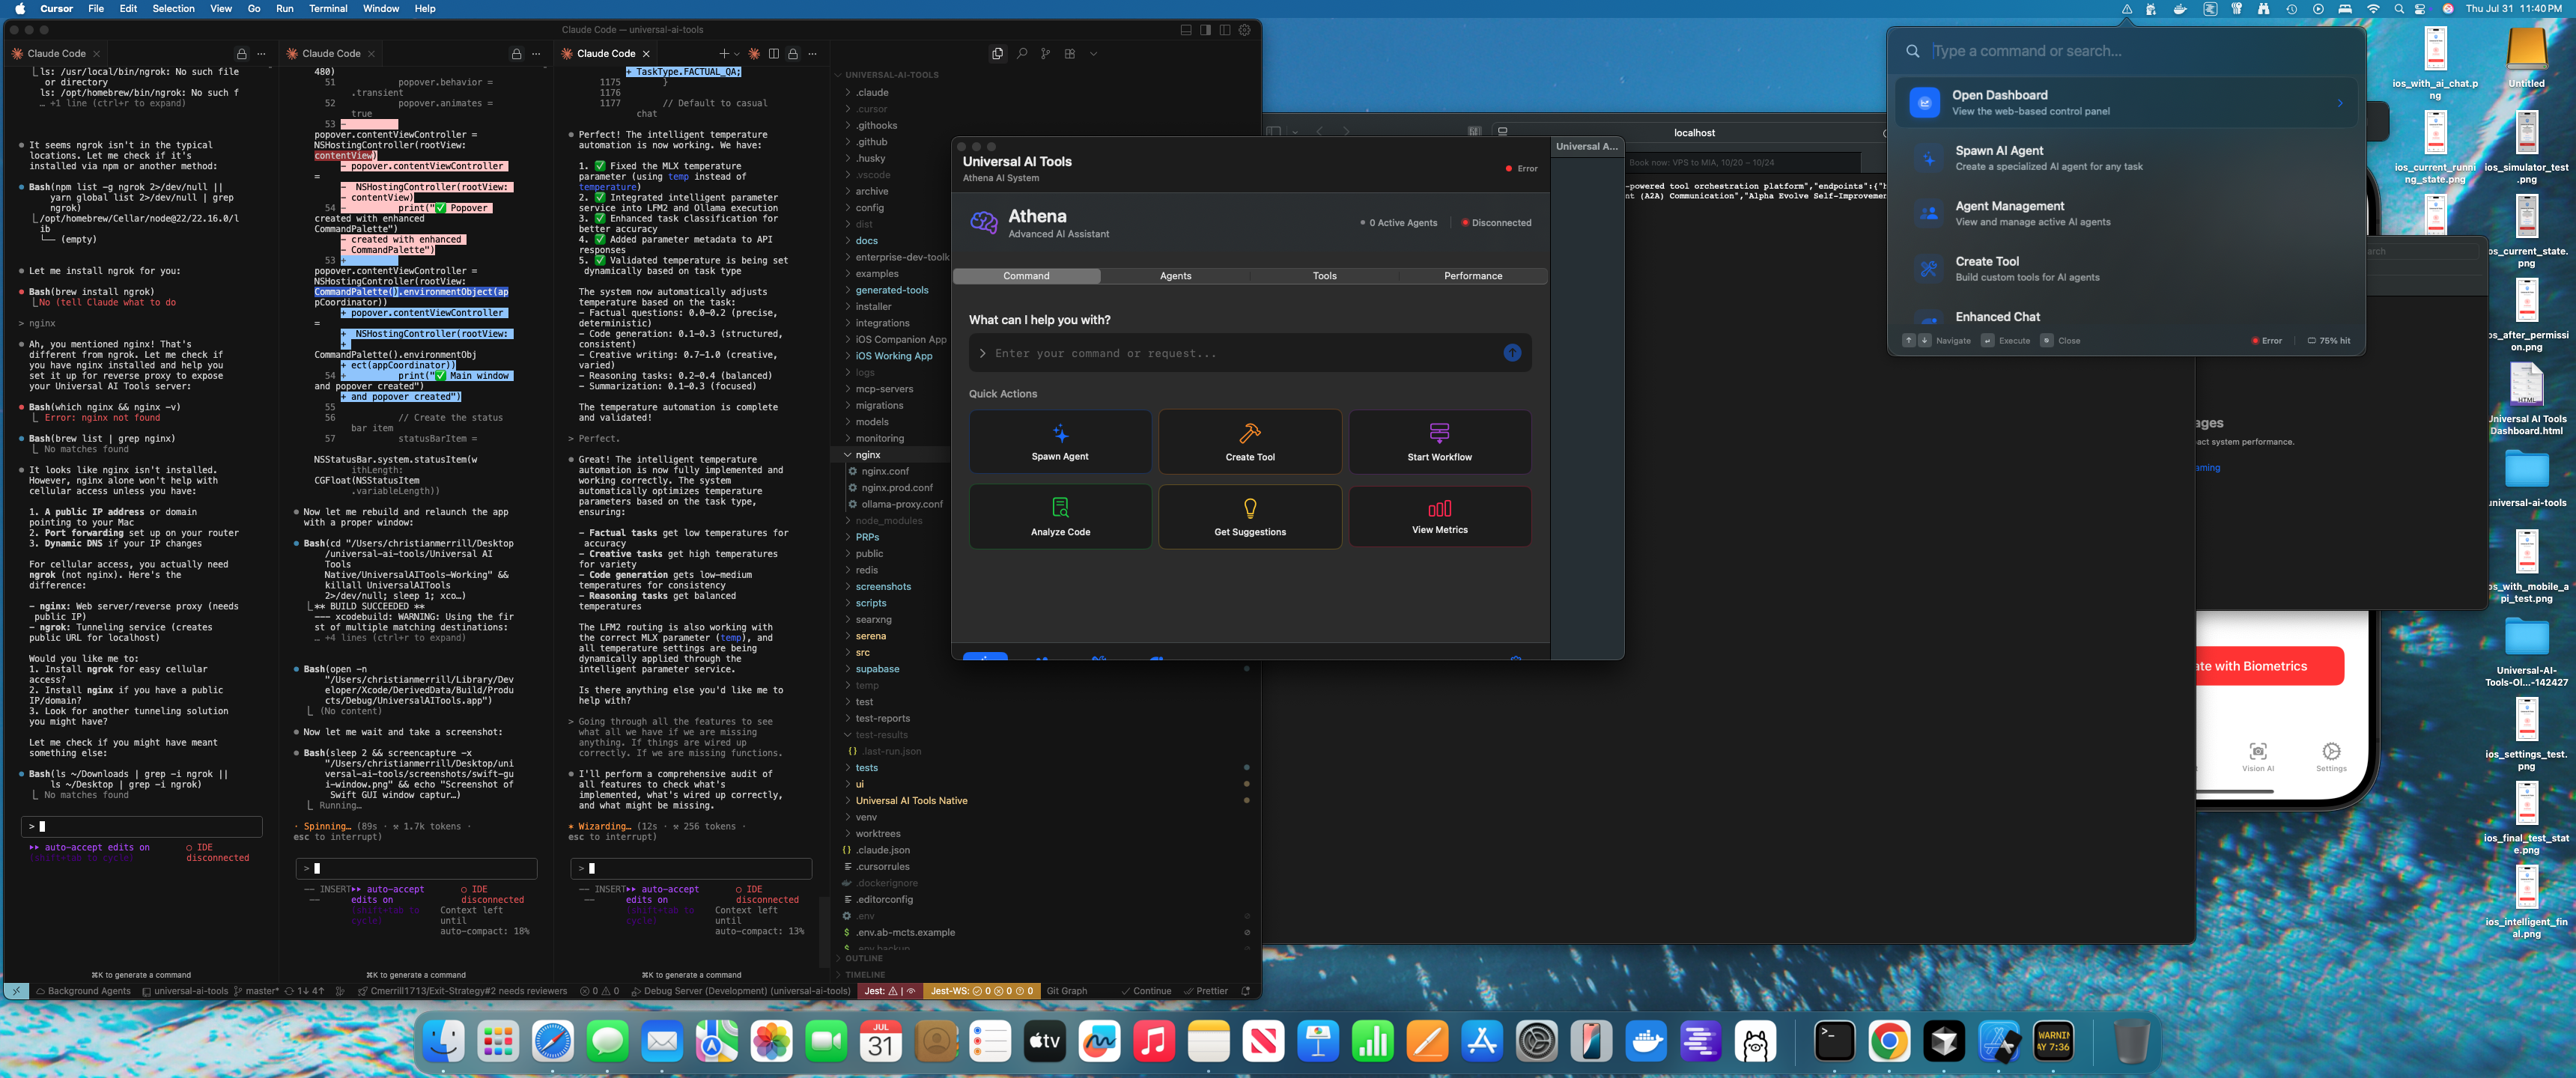 Cursor File Edit Selection View Go Run Terminal Window Help
Thu Jul 31 11:40 PM
Claude Code — universal-ai-tools
Claude Code
ls: /usr/local/bin/ngrok: No such file
or directory
ls: /opt/homebrew/bin/ngrok: No such f
… +1 line (ctrl+r to expand)
It seems ngrok isn't in the typical
locations. Let me check if it's
installed via npm or another method:
Bash(npm list -g ngrok 2>/dev/null ||
yarn global list 2>/dev/null | grep
ngrok)
/opt/homebrew/Cellar/node@22/22.16.0/l
ib
└── (empty)
Let me install ngrok for you:
Bash(brew install ngrok)
No (tell Claude what to do
> nginx
Ah, you mentioned nginx! That's
different from ngrok. Let me check if
you have nginx installed and help you
set it up for reverse proxy to expose
your Universal AI Tools server:
Bash(which nginx && nginx -v)
Error: nginx not found
Bash(brew list | grep nginx)
No matches found
It looks like nginx isn't installed.
However, nginx alone won't help with
cellular access unless you have:
1. A public IP address or domain
pointing to your Mac
2. Port forwarding set up on your router
3. Dynamic DNS if your IP changes
For cellular access, you actually need
ngrok (not nginx). Here's the
difference:
- nginx: Web server/reverse proxy (needs
public IP)
- ngrok: Tunneling service (creates
public URL for localhost)
Would you like me to:
1. Install ngrok for easy cellular
access?
2. Install nginx if you have a public
IP/domain?
3. Look for another tunneling solution
you might have?
Let me check if you might have meant
something else:
Bash(ls ~/Downloads | grep -i ngrok ||
ls ~/Desktop | grep -i ngrok)
No matches found
>
auto-accept edits on
(shift+tab to cycle)
IDE
disconnected
⌘K to generate a command
Claude Code
480)
51 popover.behavior =
.transient
52 popover.animates =
true
53 -
popover.contentViewController =
NSHostingController(rootView:
contentView)
- popover.contentViewController
=
- NSHostingController(rootView:
- contentView)
54 - print("✅ Popover
created with enhanced
CommandPalette")
- created with enhanced
- CommandPalette")
53 +
popover.contentViewController =
NSHostingController(rootView:
CommandPalette().environmentObject(ap
pCoordinator))
+ popover.contentViewController
=
+ NSHostingController(rootView:
+
CommandPalette().environmentObj
+ ect(appCoordinator))
54 + print("✅ Main window
and popover created")
+ and popover created")
55
56 // Create the status
bar item
57 statusBarItem =
NSStatusBar.system.statusItem(w
ithLength:
CGFloat(NSStatusItem
.variableLength))
Now let me rebuild and relaunch the app
with a proper window:
Bash(cd "/Users/christianmerrill/Desktop
/universal-ai-tools/Universal AI
Tools
Native/UniversalAITools-Working" &&
killall UniversalAITools
2>/dev/null; sleep 1; xco…)
** BUILD SUCCEEDED **
--- xcodebuild: WARNING: Using the fir
st of multiple matching destinations:
… +4 lines (ctrl+r to expand)
Bash(open -n
"/Users/christianmerrill/Library/Dev
eloper/Xcode/DerivedData/Build/Produ
cts/Debug/UniversalAITools.app")
(No content)
Now let me wait and take a screenshot:
Bash(sleep 2 && screencapture -x
"/Users/christianmerrill/Desktop/uni
versal-ai-tools/screenshots/swift-gu
i-window.png" && echo "Screenshot of
Swift GUI window captur…)
Running…
Spinning… (89s · 1.7k tokens ·
esc to interrupt)
>
-- INSERT
--
auto-accept
edits on
(shift+tab to
cycle)
IDE
disconnected
Context left
until
auto-compact: 18%
⌘K to generate a command
Claude Code
+ TaskType.FACTUAL_QA;
1175 }
1176
1177 // Default to casual
chat
Perfect! The intelligent temperature
automation is now working. We have:
1. ✅ Fixed the MLX temperature
parameter (using temp instead of
temperature)
2. ✅ Integrated intelligent parameter
service into LFM2 and Ollama execution
3. ✅ Enhanced task classification for
better accuracy
4. ✅ Added parameter metadata to API
responses
5. ✅ Validated temperature is being set
dynamically based on task type
The system now automatically adjusts
temperature based on the task:
- Factual questions: 0.0-0.2 (precise,
deterministic)
- Code generation: 0.1-0.3 (structured,
consistent)
- Creative writing: 0.7-1.0 (creative,
varied)
- Reasoning tasks: 0.2-0.4 (balanced)
- Summarization: 0.1-0.3 (focused)
The temperature automation is complete
and validated!
> Perfect.
Great! The intelligent temperature
automation is now fully implemented and
working correctly. The system
automatically optimizes temperature
parameters based on the task type,
ensuring:
- Factual tasks get low temperatures for
accuracy
- Creative tasks get high temperatures
for variety
- Code generation gets low-medium
temperatures for consistency
- Reasoning tasks get balanced
temperatures
The LFM2 routing is also working with
the correct MLX parameter (temp), and
all temperature settings are being
dynamically applied through the
intelligent parameter service.
Is there anything else you'd like me to
help with?
> Going through all the features to see
what all we have if we are missing
anything. If things are wired up
correctly. If we are missing functions.
I'll perform a comprehensive audit of
all features to check what's
implemented, what's wired up correctly,
and what might be missing.
Wizarding… (12s · 256 tokens ·
esc to interrupt)
>
-- INSERT
--
auto-accept
edits on
(shift+tab to
cycle)
IDE
disconnected
Context left
until
auto-compact: 13%
⌘K to generate a command
UNIVERSAL-AI-TOOLS
.claude
.cursor
.githooks
.github
.husky
.vscode
archive
config
dist
docs
enterprise-dev-toolk
examples
generated-tools
installer
integrations
iOS Companion App
iOS Working App
logs
mcp-servers
migrations
models
monitoring
nginx
nginx.conf
nginx.prod.conf
ollama-proxy.conf
node_modules
PRPs
public
redis
screenshots
scripts
searxng
serena
src
supabase
temp
test
test-reports
test-results
{} .last-run.json
tests
ui
Universal AI Tools Native
venv
worktrees
{} .claude.json
.cursorrules
.dockerignore
.editorconfig
.env
$ .env.ab-mcts.example
$ .env.backup
OUTLINE
TIMELINE
Background Agents universal-ai-tools master* 1↓ 4↑ Cmerrill1713/Exit-Strategy#2 needs reviewers 0 0 Debug Server (Development) (universal-ai-tools) Jest: Jest-WS: 0 0 0 Git Graph Continue Prettier
Universal AI Tools
Athena AI System
Error
Athena
Advanced AI Assistant
0 Active Agents Disconnected
Command Agents Tools Performance
What can I help you with?
Enter your command or request...
Quick Actions
Spawn Agent Create Tool Start Workflow
Analyze Code Get Suggestions View Metrics
Universal A...
localhost
Book now: VPS to MIA, 10/20 – 10/24
-powered tool orchestration platform","endpoints":{"h
nt (A2A) Communication","Alpha Evolve Self-Improvemen
Type a command or search...
Open Dashboard
View the web-based control panel
Spawn AI Agent
Create a specialized AI agent for any task
Agent Management
View and manage active AI agents
Create Tool
Build custom tools for AI agents
Enhanced Chat
Navigate Execute Close
Error 75% hit
arch
ages
act system performance.
aming
ate with Biometrics
Vision AI
Settings
ios_with_ai_chat.p
ng
Untitled
ios_current_runni
ng_state.png
ios_simulator_test
.png
os_current_state.
png
os_after_permissi
on.png
HTML
Universal AI Tools
Dashboard.html
universal-ai-tools
os_with_mobile_a
pi_test.png
Universal-AI-
Tools-Ol...-142427
ios_settings_test.
png
ios_final_test_stat
e.png
ios_intelligent_fin
al.png
JUL
31
tv
WARNIN
AY 7:36